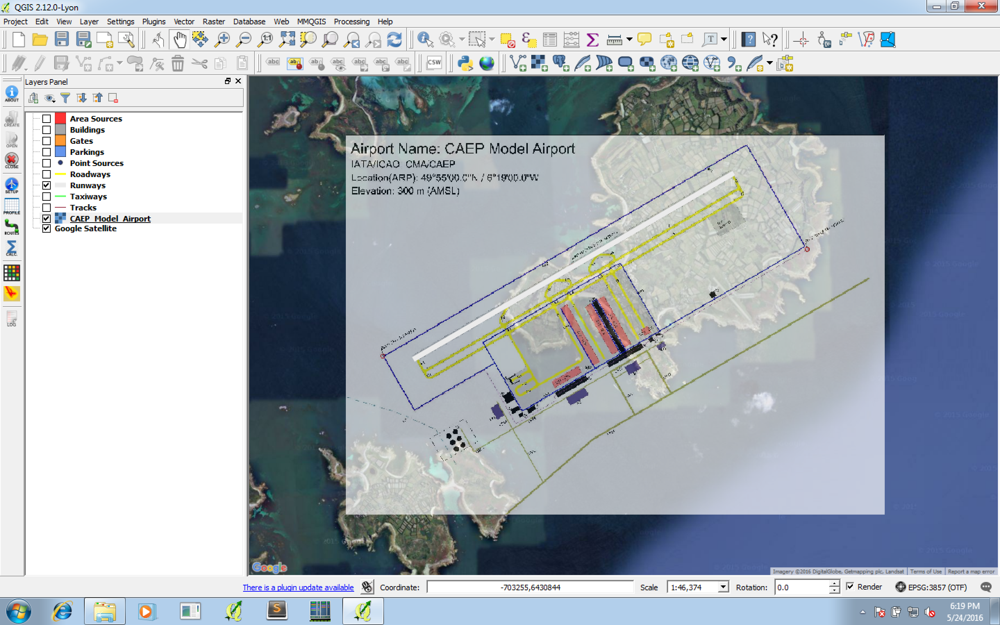 QGIS 2.12.0-Lyon
Project Edit View Layer Settings Plugins Vector Raster Database Web MMQGIS Processing Help
1:1
T
?
?
abc
ab
ab
abc
abc
abc
abc
CSW
Layers Panel
ABOUT
CREATE
OPEN
CLOSE
SETUP
PROFILE
ROUTES
CALC.
LOG
Area Sources
Buildings
Gates
Parkings
Point Sources
Roadways
Runways
Taxiways
Tracks
CAEP_Model_Airport
Google Satellite
Airport Name: CAEP Model Airport
IATA/ICAO: CMA/CAEP
Location(ARP): 49°55'00.0"N / 6°19'00.0"W
Elevation: 300 m (AMSL)
Google
Imagery ©2016 DigitalGlobe, Getmapping plc, Landsat Terms of Use Report a map error
There is a plugin update available Coordinate: -703255,6430844 Scale 1:46,374 Rotation: 0.0 Render EPSG:3857 (OTF)
S
6:19 PM
5/24/2016